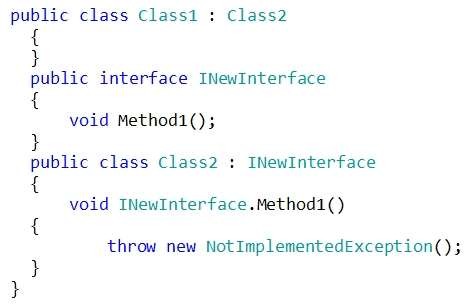 public class Class1 : Class2
{
}
public interface INewInterface
{
void Method1();
}
public class Class2 : INewInterface
{
void INewInterface.Method1()
{
throw new NotImplementedException();
}
}